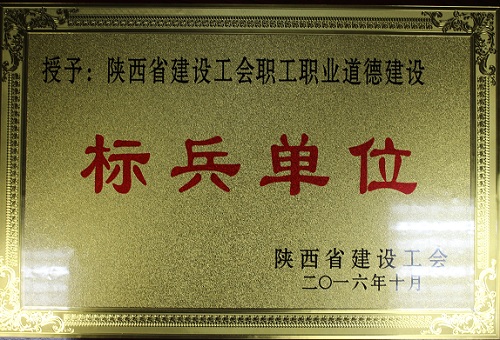 授予：陕西省建设工会职工职业道德建设
标兵单位
陕西省建设工会
二〇一六年十月